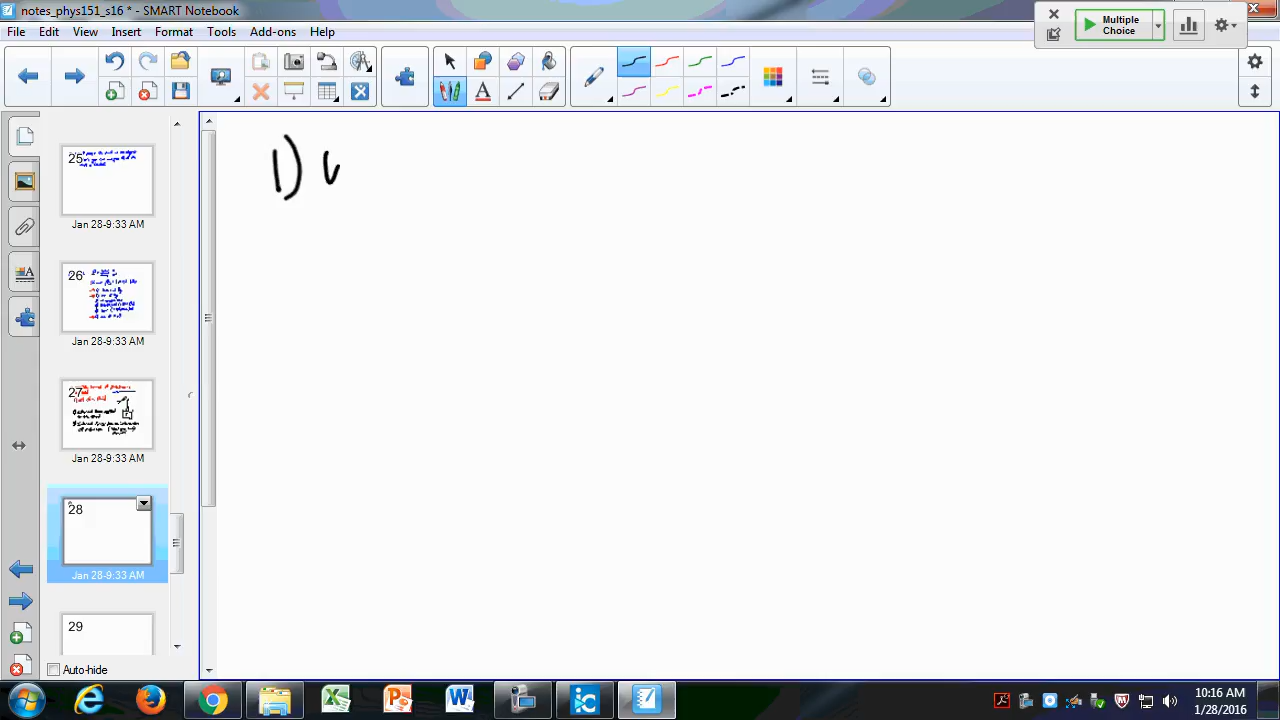 notes_phys151_s16 * - SMART Notebook
Multiple Choice
File Edit View Insert Format Tools Add-ons Help
1)
25
Jan 28-9:33 AM
26
Jan 28-9:33 AM
27
Jan 28-9:33 AM
28
Jan 28-9:33 AM
29
Auto-hide
10:16 AM
1/28/2016